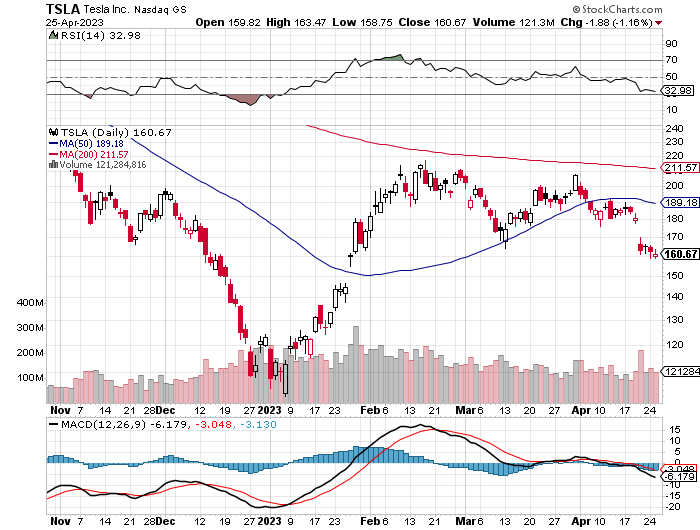 TSLA Tesla Inc. Nasdaq GS © StockCharts.com
25-Apr-2023 Open 159.82 High 163.47 Low 158.75 Close 160.67 Volume 121.3M Chg -1.88 (-1.16%)
RSI(14) 32.98
90
70
50
32.98
30
10
TSLA (Daily) 160.67
MA(50) 189.18
MA(200) 211.57
Volume 121,284,816
240
230
220
211.57
200
189.18
180
170
160.67
150
140
130
120
121284
400M
300M
200M
100M
Nov 7 14 21 28 Dec 12 19 27 2023 9 17 23 Feb 6 13 21 Mar 6 13 20 27 Apr 10 17 24
MACD(12,26,9) -6.179, -3.048, -3.130
15
10
5
0
-3.048
-6.179
-10
-15
-20
Nov 7 14 21 28 Dec 12 19 27 2023 9 17 23 Feb 6 13 21 Mar 6 13 20 27 Apr 10 17 24